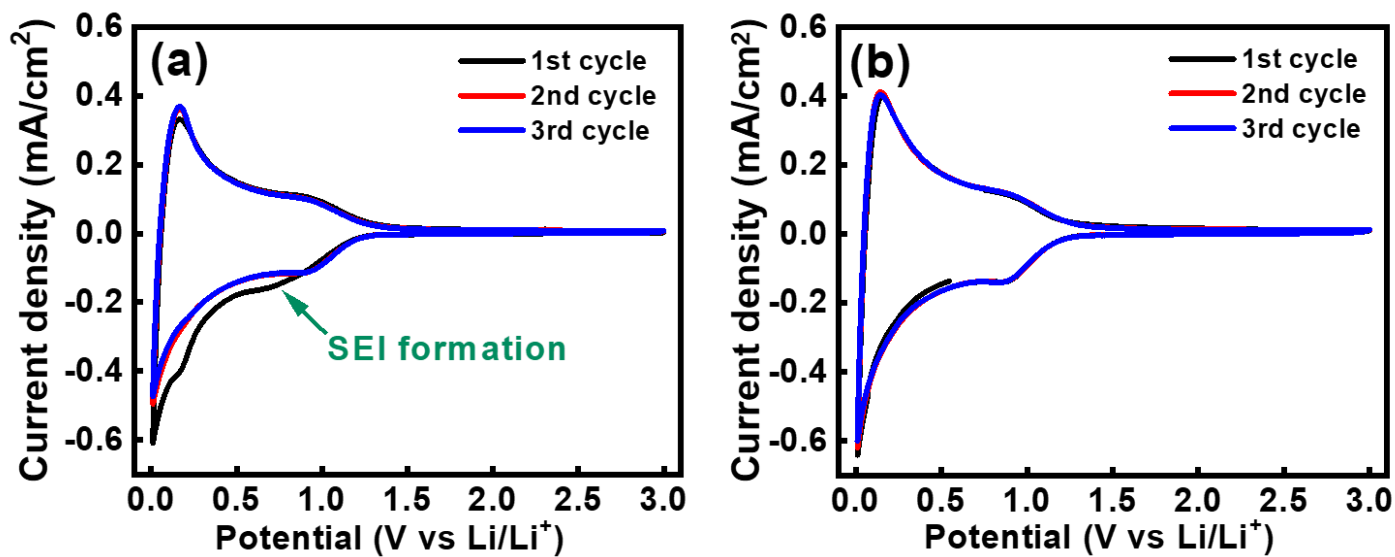 (a)
1st cycle
2nd cycle
3rd cycle
SEI formation
0.6
0.4
0.2
0.0
-0.2
-0.4
-0.6
Current density (mA/cm²)
0.0 0.5 1.0 1.5 2.0 2.5 3.0
Potential (V vs Li/Li⁺)
(b)
1st cycle
2nd cycle
3rd cycle
0.6
0.4
0.2
0.0
-0.2
-0.4
-0.6
Current density (mA/cm²)
0.0 0.5 1.0 1.5 2.0 2.5 3.0
Potential (V vs Li/Li⁺)